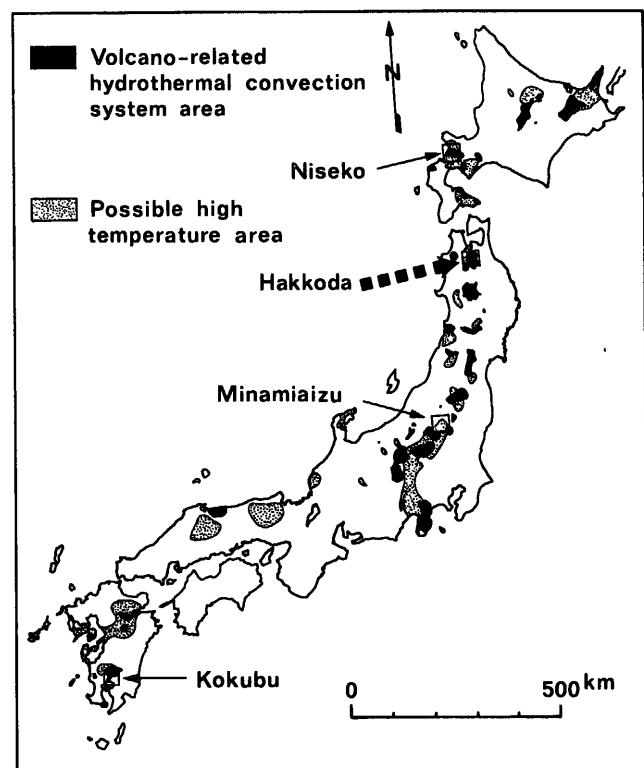 Volcano-related
hydrothermal convection
system area
N
Niseko
Possible high
temperature area
Hakkoda
Minamiaizu
Kokubu
0 500 km